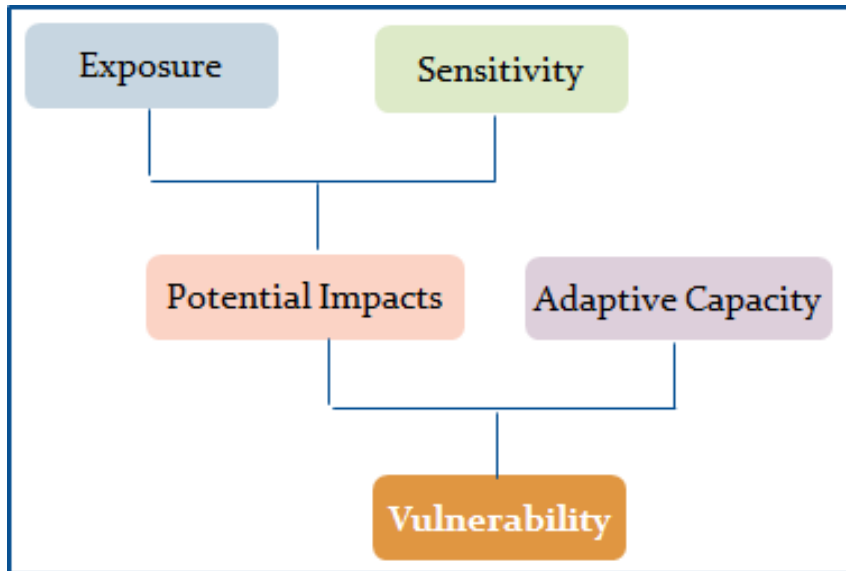 Exposure
Sensitivity
Potential Impacts
Adaptive Capacity
Vulnerability